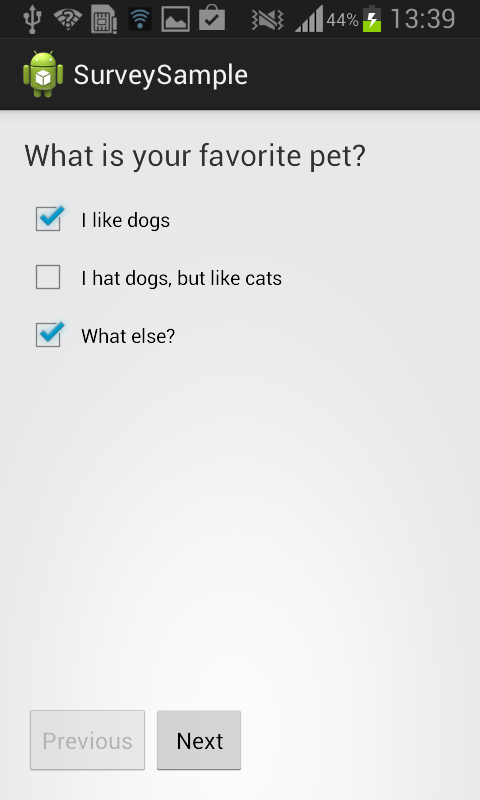 44% 13:39
SurveySample
What is your favorite pet?
I like dogs
I hat dogs, but like cats
What else?
Previous Next